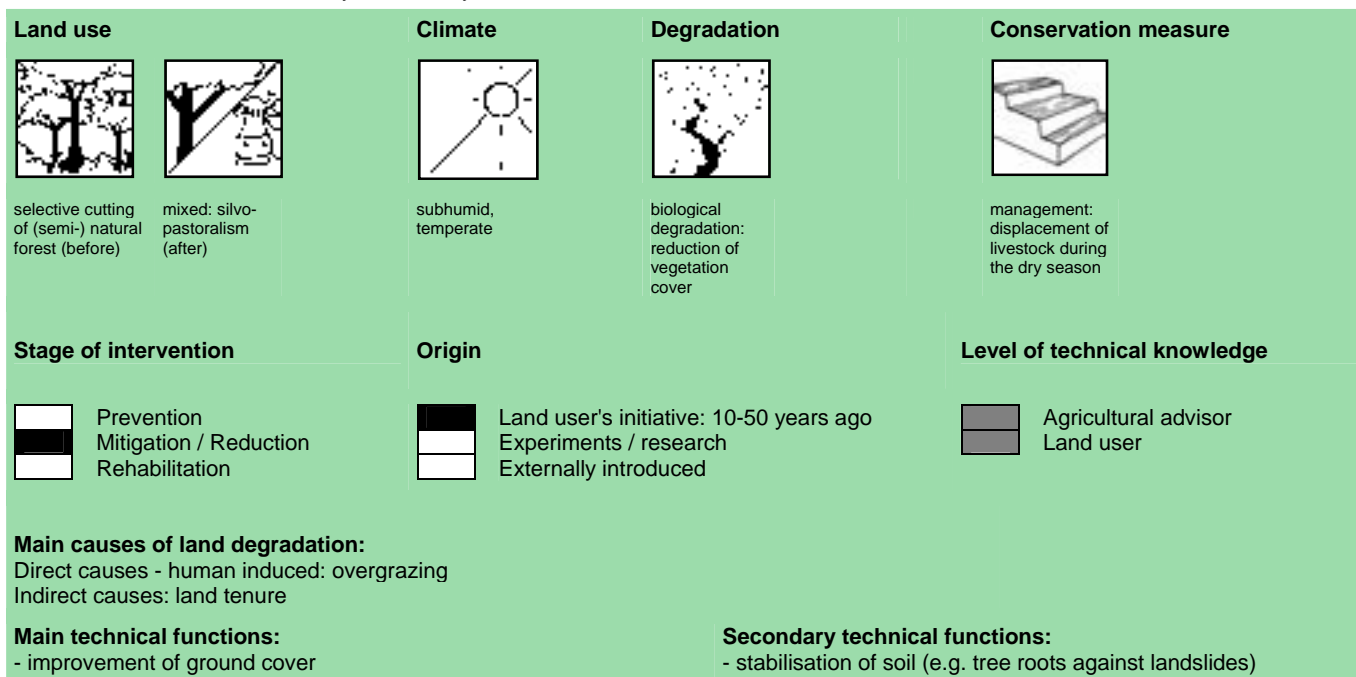 Land use
Climate
Degradation
Conservation measure
selective cutting
of (semi-) natural
forest (before)
mixed: silvo-
pastoralism
(after)
subhumid,
temperate
biological
degradation:
reduction of
vegetation
cover
management:
displacement of
livestock during
the dry season
Stage of intervention
Origin
Level of technical knowledge
Prevention
Mitigation / Reduction
Rehabilitation
Land user's initiative: 10-50 years ago
Experiments / research
Externally introduced
Agricultural advisor
Land user
Main causes of land degradation:
Direct causes - human induced: overgrazing
Indirect causes: land tenure
Main technical functions:
- improvement of ground cover
Secondary technical functions:
- stabilisation of soil (e.g. tree roots against landslides)